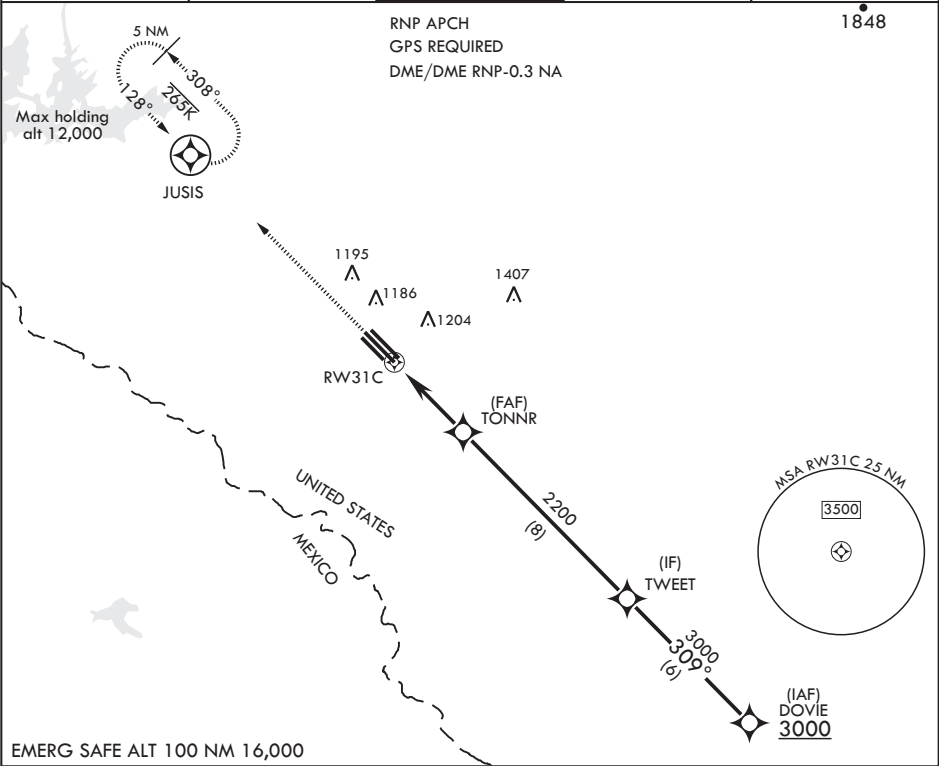 RNP APCH
GPS REQUIRED
DME/DME RNP-0.3 NA
1848
5 NM
308°
265K
128°
Max holding
alt 12,000
JUSIS
1195
1186
1407
1204
RW31C
(FAF)
TONNR
MSA RW31C 25 NM
3500
2200
(8)
UNITED STATES
MEXICO
(IF)
TWEET
3000
309°
(6)
(IAF)
DOVIE
3000
EMERG SAFE ALT 100 NM 16,000